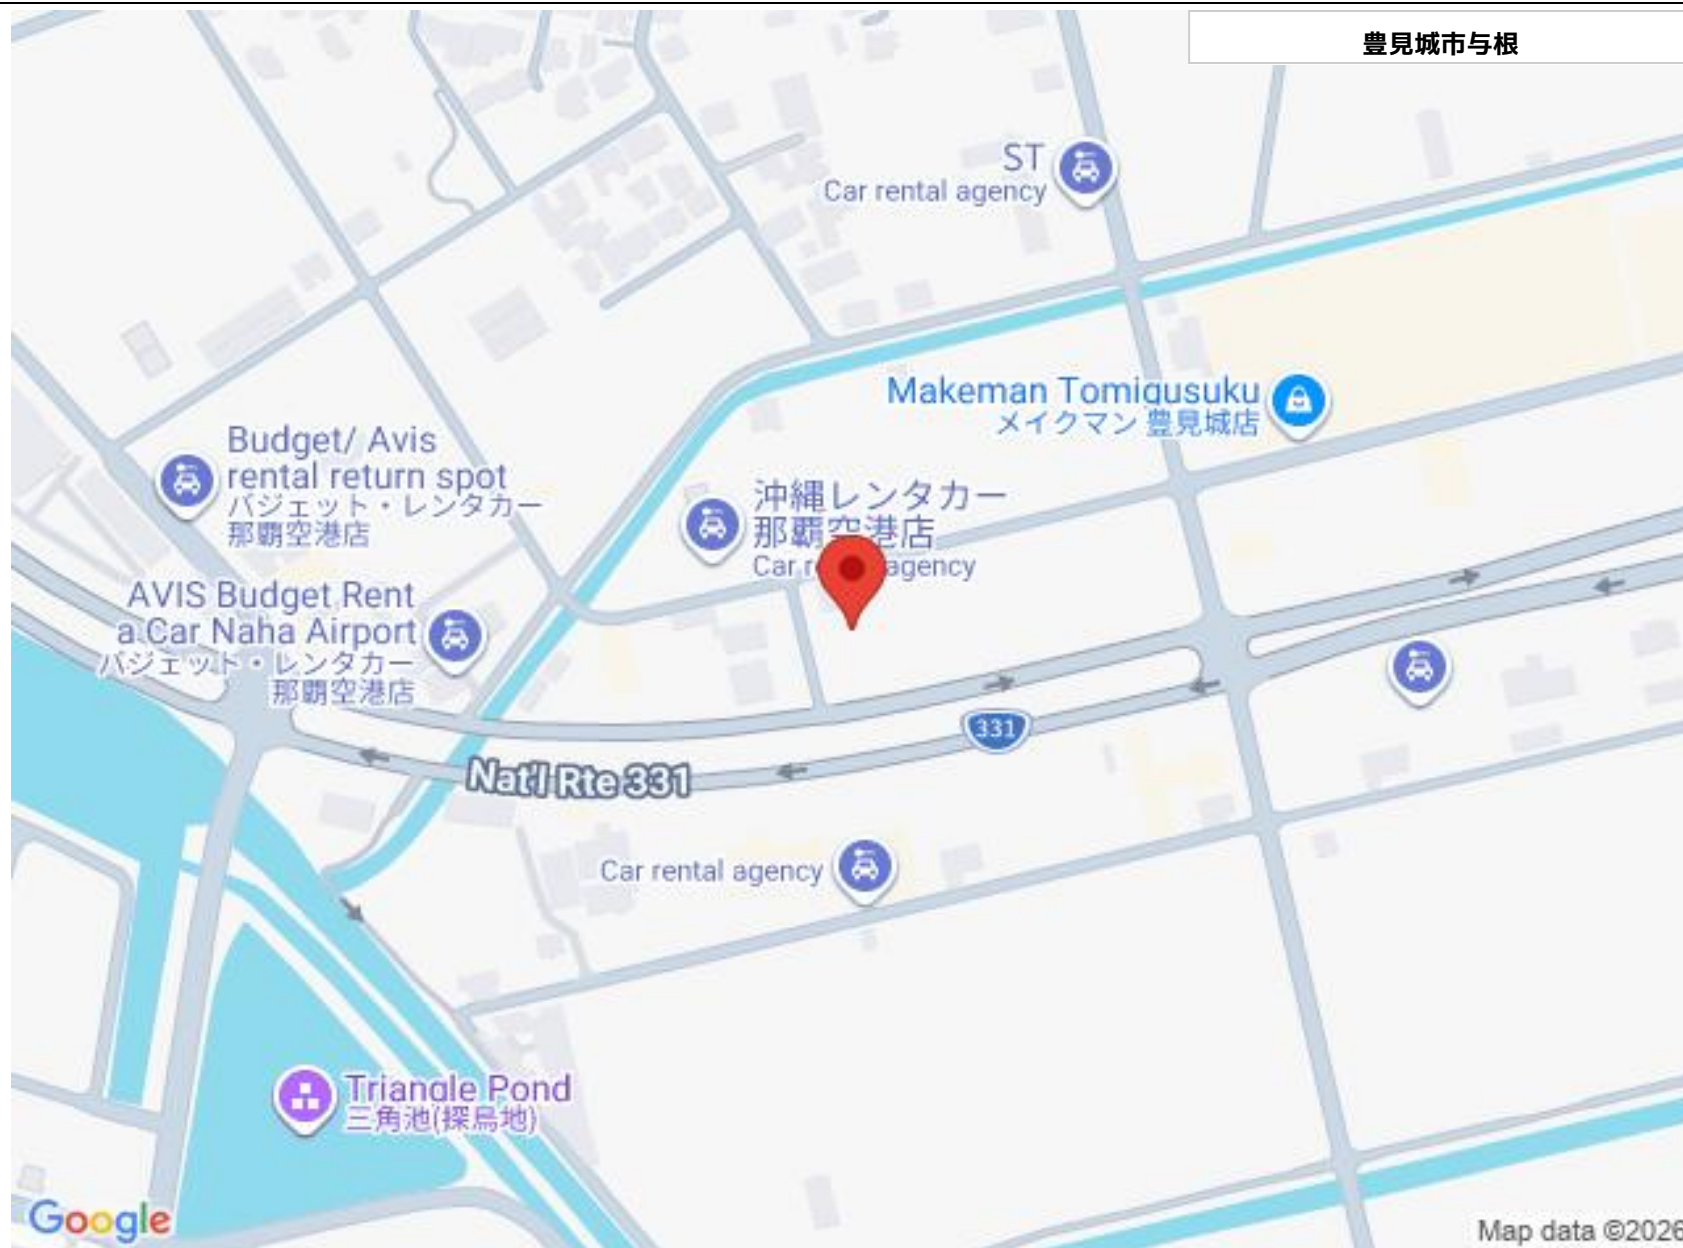 豊見城市与根
ST
Car rental agency
Makeman Tomigusuku
メイクマン 豊見城店
Budget/ Avis
rental return spot
バジェット・レンタカー
那覇空港店
沖縄レンタカー
那覇空港店
Car r agency
AVIS Budget Rent
a Car Naha Airport
バジェット・レンタカー
那覇空港店
331
Nat'l Rte 331
Car rental agency
Triangle Pond
三角池(探鳥地)
Google
Map data ©2026